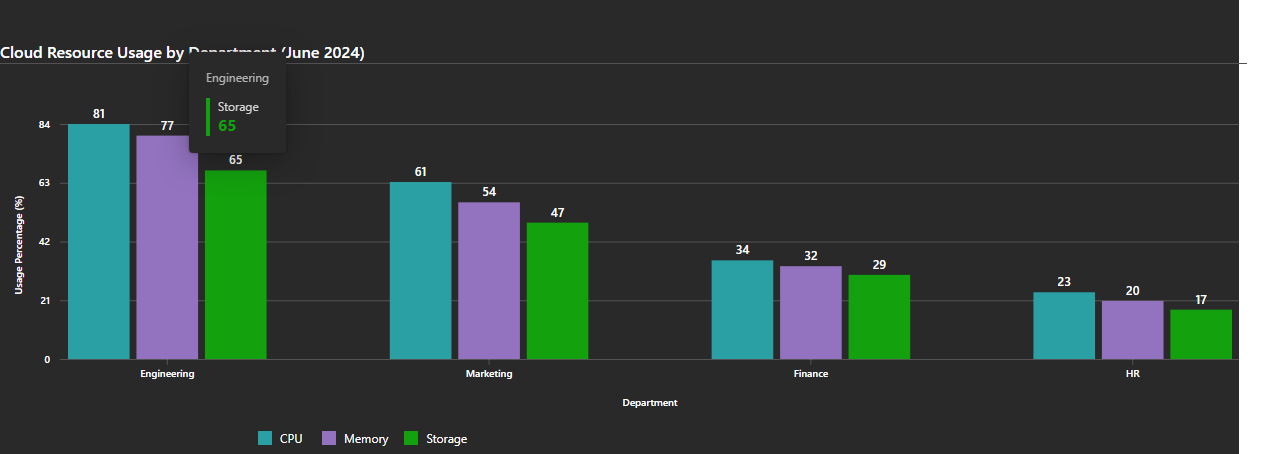 Cloud Resource Usage by Department (June 2024)
Engineering
Storage
65
81
77
65
61
54
47
34
32
29
23
20
17
84
63
42
21
0
Usage Percentage (%)
Engineering
Marketing
Finance
HR
Department
CPU
Memory
Storage